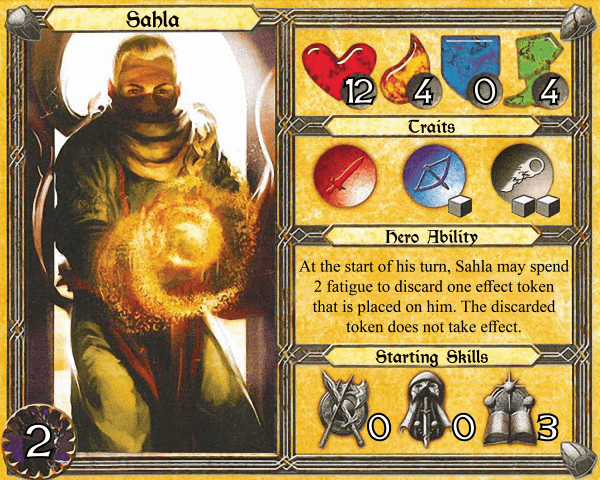 Sahla
12 4 0 4
Traits
Hero Ability
At the start of his turn, Sahla may spend
2 fatigue to discard one effect token
that is placed on him. The discarded
token does not take effect.
Starting Skills
0 0 3
2